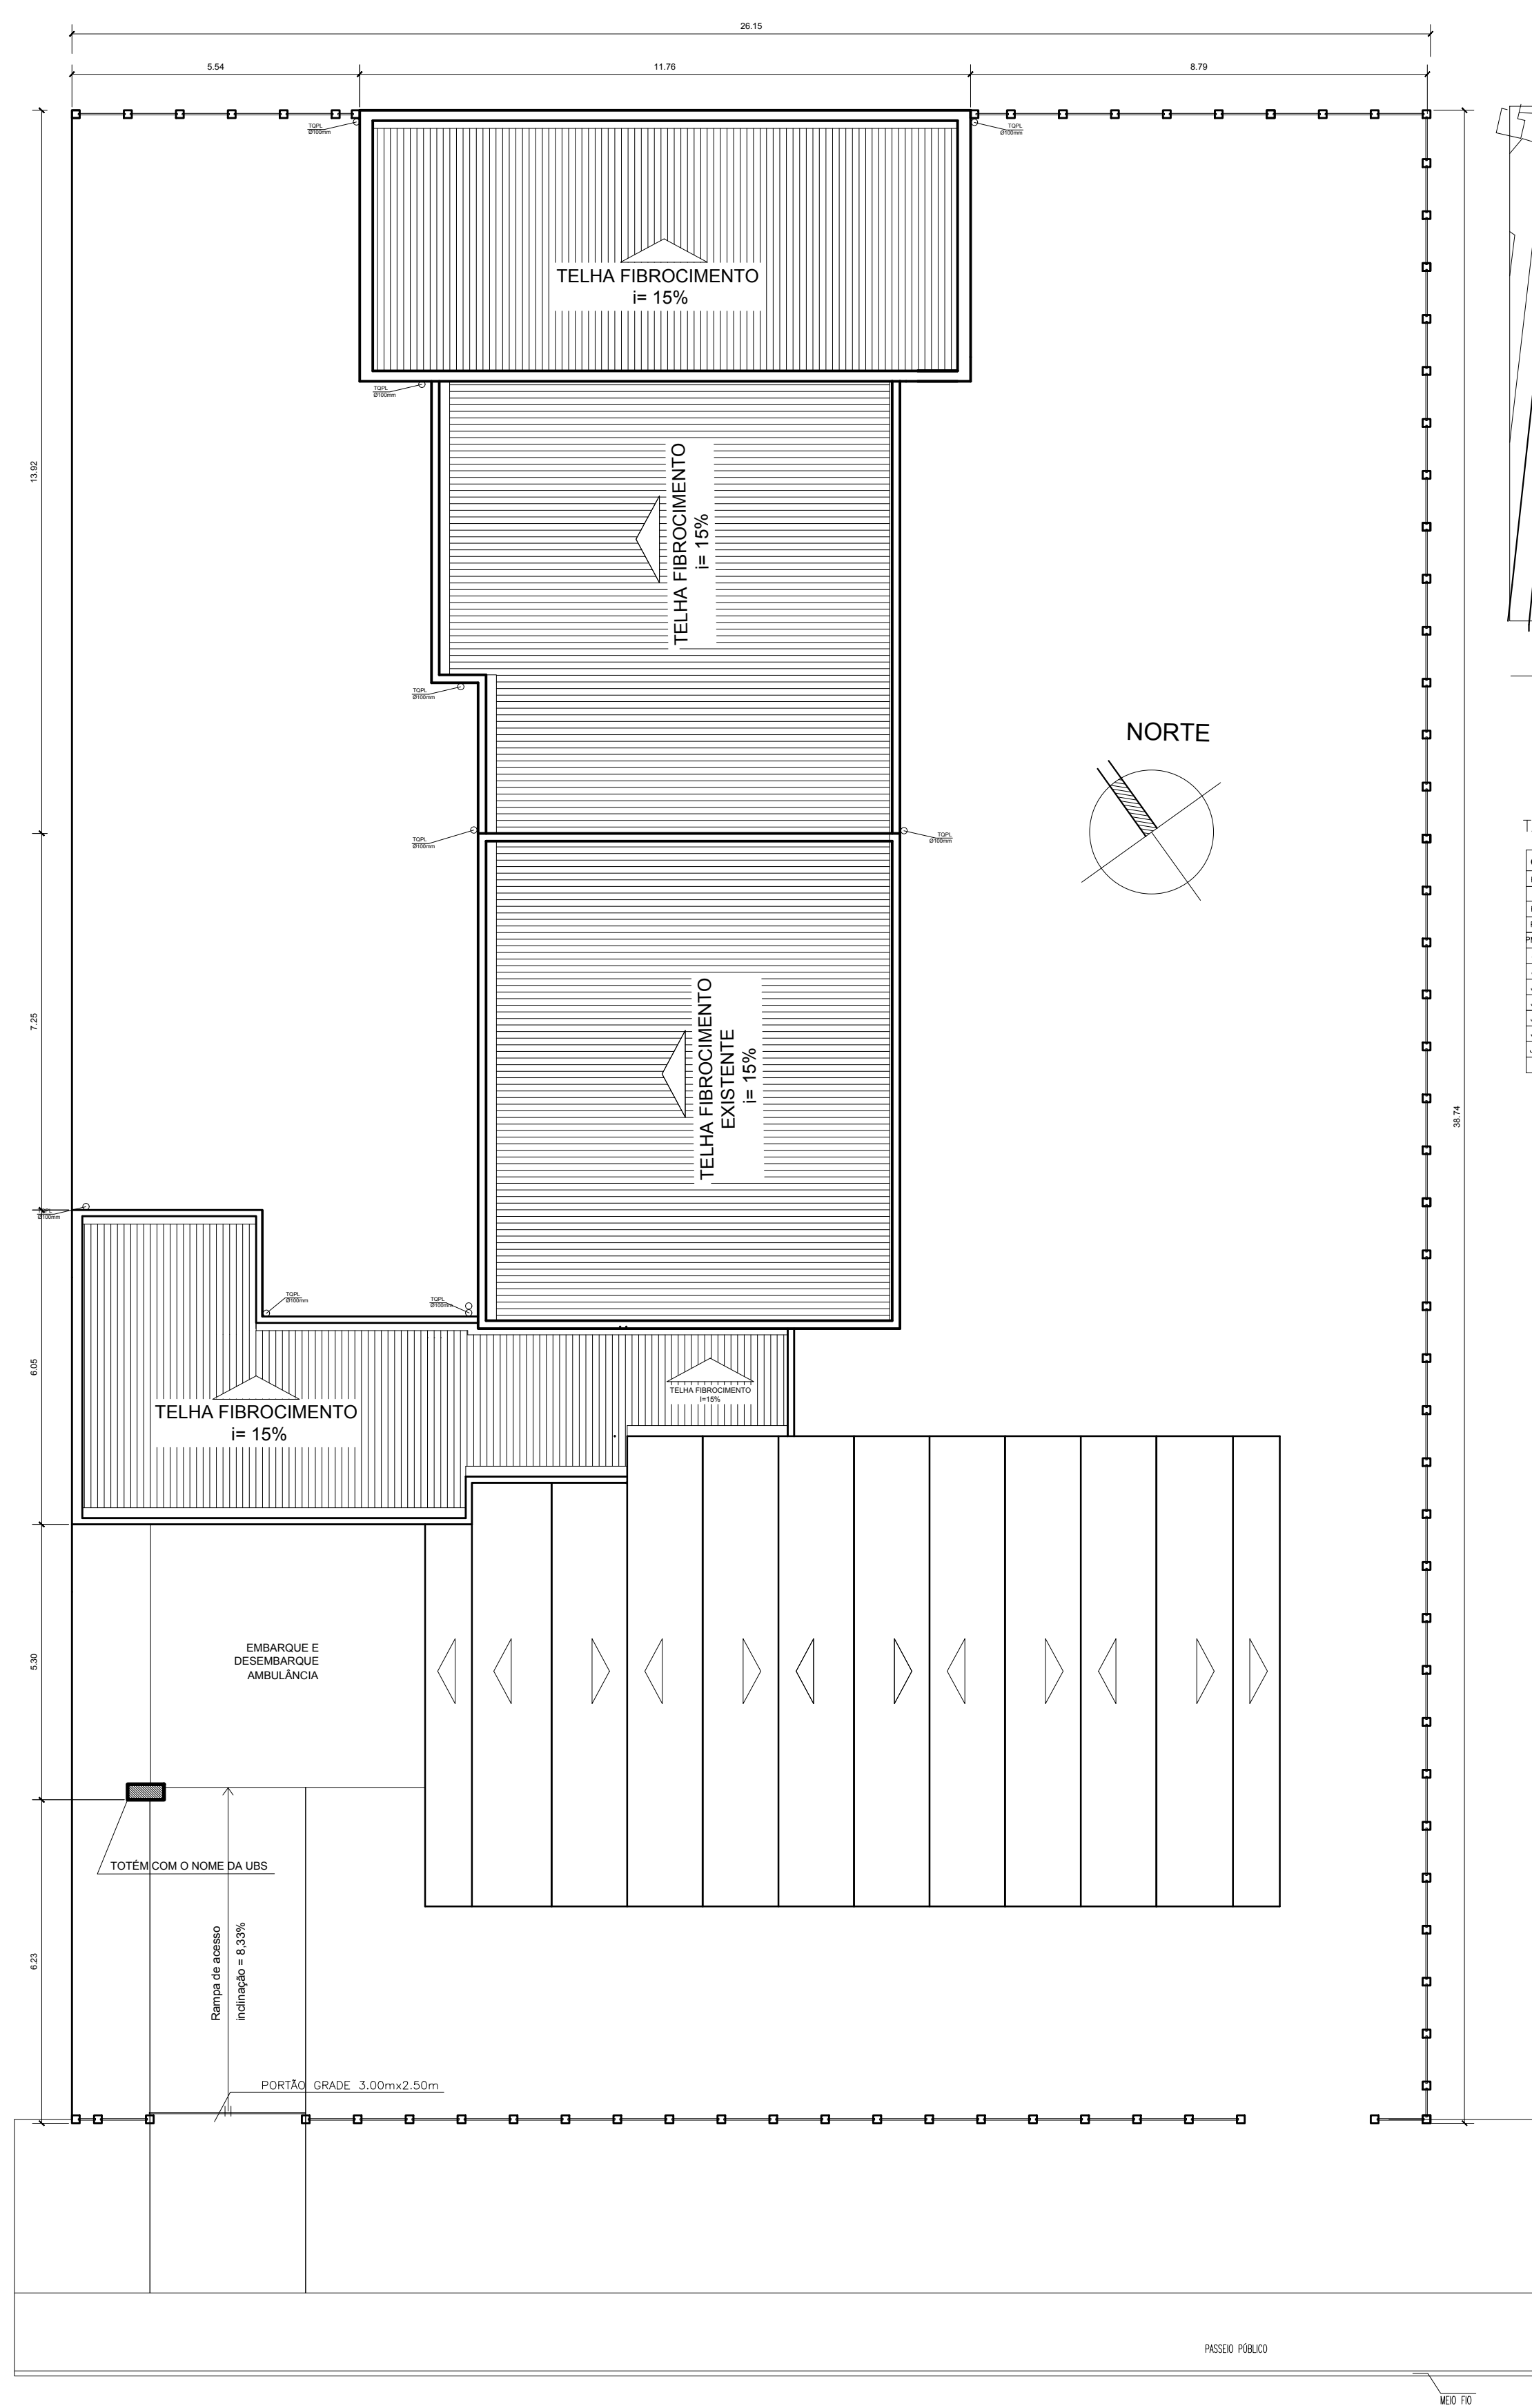 26.15
5.54
11.76
8.79
TQPL
Ø100mm
TQPL
Ø100mm
TELHA FIBROCIMENTO
i= 15%
TQPL
Ø100mm
13.92
TELHA FIBROCIMENTO
i= 15%
TQPL
Ø100mm
NORTE
TQPL
Ø100mm
TQPL
Ø100mm
7.25
TELHA FIBROCIMENTO
EXISTENTE
i= 15%
38.74
TQPL
Ø100mm
TQPL
Ø100mm
TQPL
Ø100mm
6.05
TELHA FIBROCIMENTO
i= 15%
TELHA FIBROCIMENTO
I=15%
5.30
EMBARQUE E
DESEMBARQUE
AMBULÂNCIA
TOTÉM COM O NOME DA UBS
6.23
Rampa de acesso
inclinação = 8,33%
PORTÃO GRADE 3.00mx2.50m
PASSEIO PÚBLICO
MEIO FIO